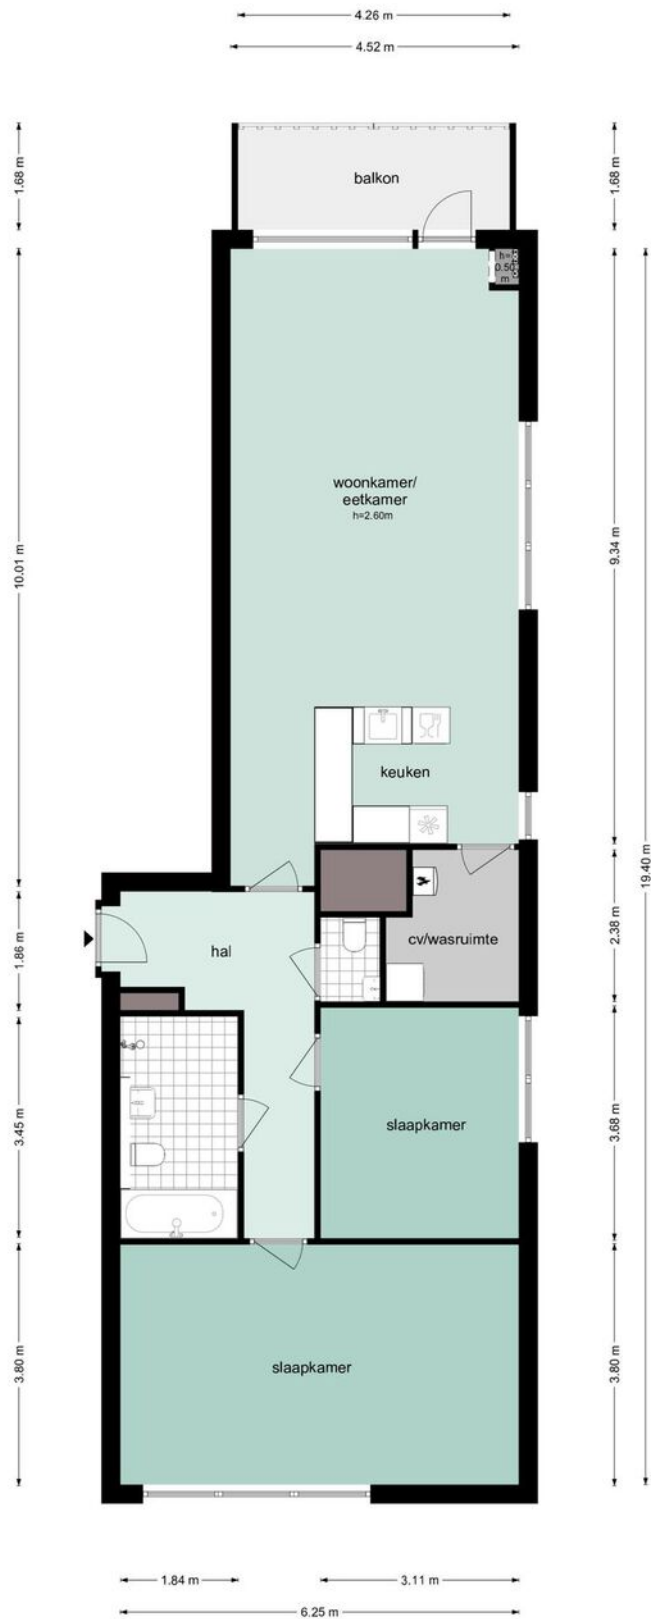 4.26 m
4.52 m
1.68 m
1.68 m
balkon
h=
0.50
m
woonkamer/
eetkamer
h=2.60m
10.01 m
9.34 m
keuken
19.40 m
1.86 m
hal
cv/wasruimte
2.38 m
3.45 m
slaapkamer
3.68 m
3.80 m
slaapkamer
3.80 m
1.84 m
3.11 m
6.25 m